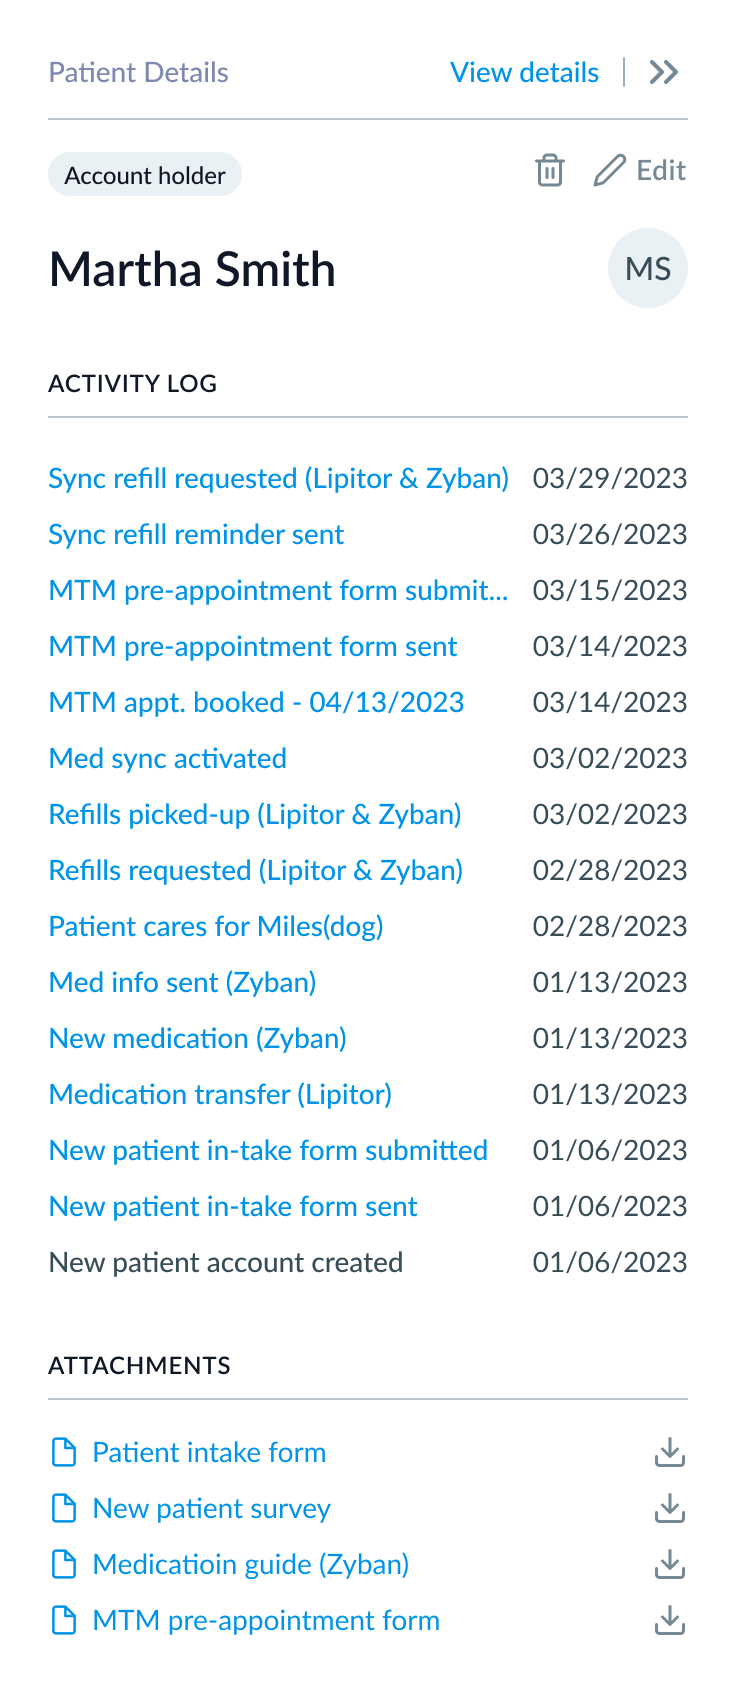 Patient Details View details
Account holder Edit
Martha Smith MS
ACTIVITY LOG
Sync refill requested (Lipitor & Zyban) 03/29/2023
Sync refill reminder sent 03/26/2023
MTM pre-appointment form submit... 03/15/2023
MTM pre-appointment form sent 03/14/2023
MTM appt. booked - 04/13/2023 03/14/2023
Med sync activated 03/02/2023
Refills picked-up (Lipitor & Zyban) 03/02/2023
Refills requested (Lipitor & Zyban) 02/28/2023
Patient cares for Miles(dog) 02/28/2023
Med info sent (Zyban) 01/13/2023
New medication (Zyban) 01/13/2023
Medication transfer (Lipitor) 01/13/2023
New patient in-take form submitted 01/06/2023
New patient in-take form sent 01/06/2023
New patient account created 01/06/2023
ATTACHMENTS
Patient intake form
New patient survey
Medicatioin guide (Zyban)
MTM pre-appointment form